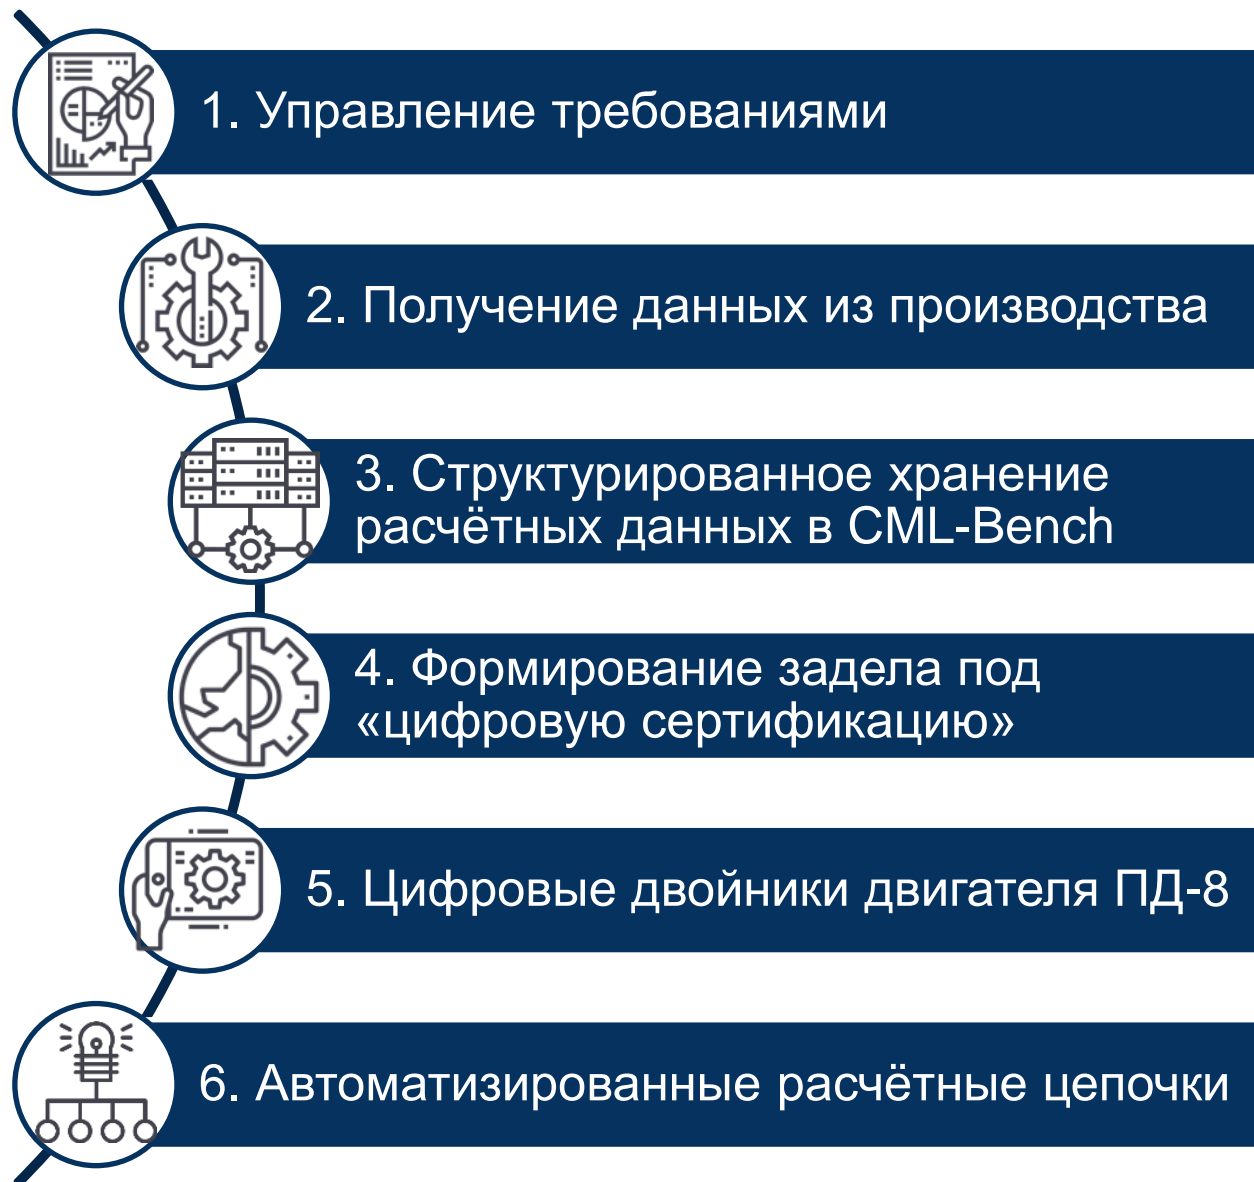 1. Управление требованиями
2. Получение данных из производства
3. Структурированное хранение
расчётных данных в CML-Bench
4. Формирование задела под
«цифровую сертификацию»
5. Цифровые двойники двигателя ПД-8
6. Автоматизированные расчётные цепочки